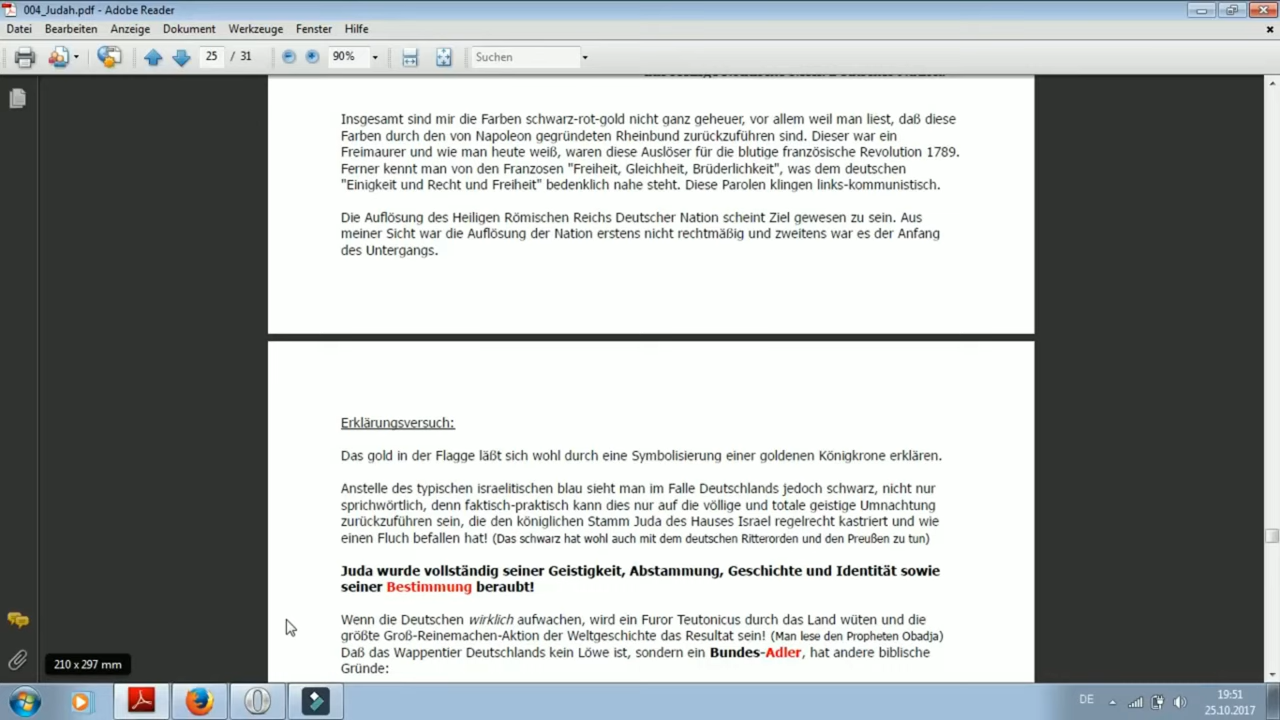 004_Judah.pdf - Adobe Reader
Datei Bearbeiten Anzeige Dokument Werkzeuge Fenster Hilfe
25 / 31 90% Suchen
Insgesamt sind mir die Farben schwarz-rot-gold nicht ganz geheuer, vor allem weil man liest, daß diese
Farben durch den von Napoleon gegründeten Rheinbund zurückzuführen sind. Dieser war ein
Freimaurer und wie man heute weiß, waren diese Auslöser für die blutige französische Revolution 1789.
Ferner kennt man von den Franzosen "Freiheit, Gleichheit, Brüderlichkeit", was dem deutschen
"Einigkeit und Recht und Freiheit" bedenklich nahe steht. Diese Parolen klingen links-kommunistisch.
Die Auflösung des Heiligen Römischen Reichs Deutscher Nation scheint Ziel gewesen zu sein. Aus
meiner Sicht war die Auflösung der Nation erstens nicht rechtmäßig und zweitens war es der Anfang
des Untergangs.
Erklärungsversuch:
Das gold in der Flagge läßt sich wohl durch eine Symbolisierung einer goldenen Königkrone erklären.
Anstelle des typischen israelitischen blau sieht man im Falle Deutschlands jedoch schwarz, nicht nur
sprichwörtlich, denn faktisch-praktisch kann dies nur auf die völlige und totale geistige Umnachtung
zurückzuführen sein, die den königlichen Stamm Juda des Hauses Israel regelrecht kastriert und wie
einen Fluch befallen hat! (Das schwarz hat wohl auch mit dem deutschen Ritterorden und den Preußen zu tun)
Juda wurde vollständig seiner Geistigkeit, Abstammung, Geschichte und Identität sowie
seiner Bestimmung beraubt!
Wenn die Deutschen wirklich aufwachen, wird ein Furor Teutonicus durch das Land wüten und die
größte Groß-Reinemachen-Aktion der Weltgeschichte das Resultat sein! (Man lese den Propheten Obadja)
Daß das Wappentier Deutschlands kein Löwe ist, sondern ein Bundes-Adler, hat andere biblische
Gründe:
210 x 297 mm
DE
19:51
25.10.2017